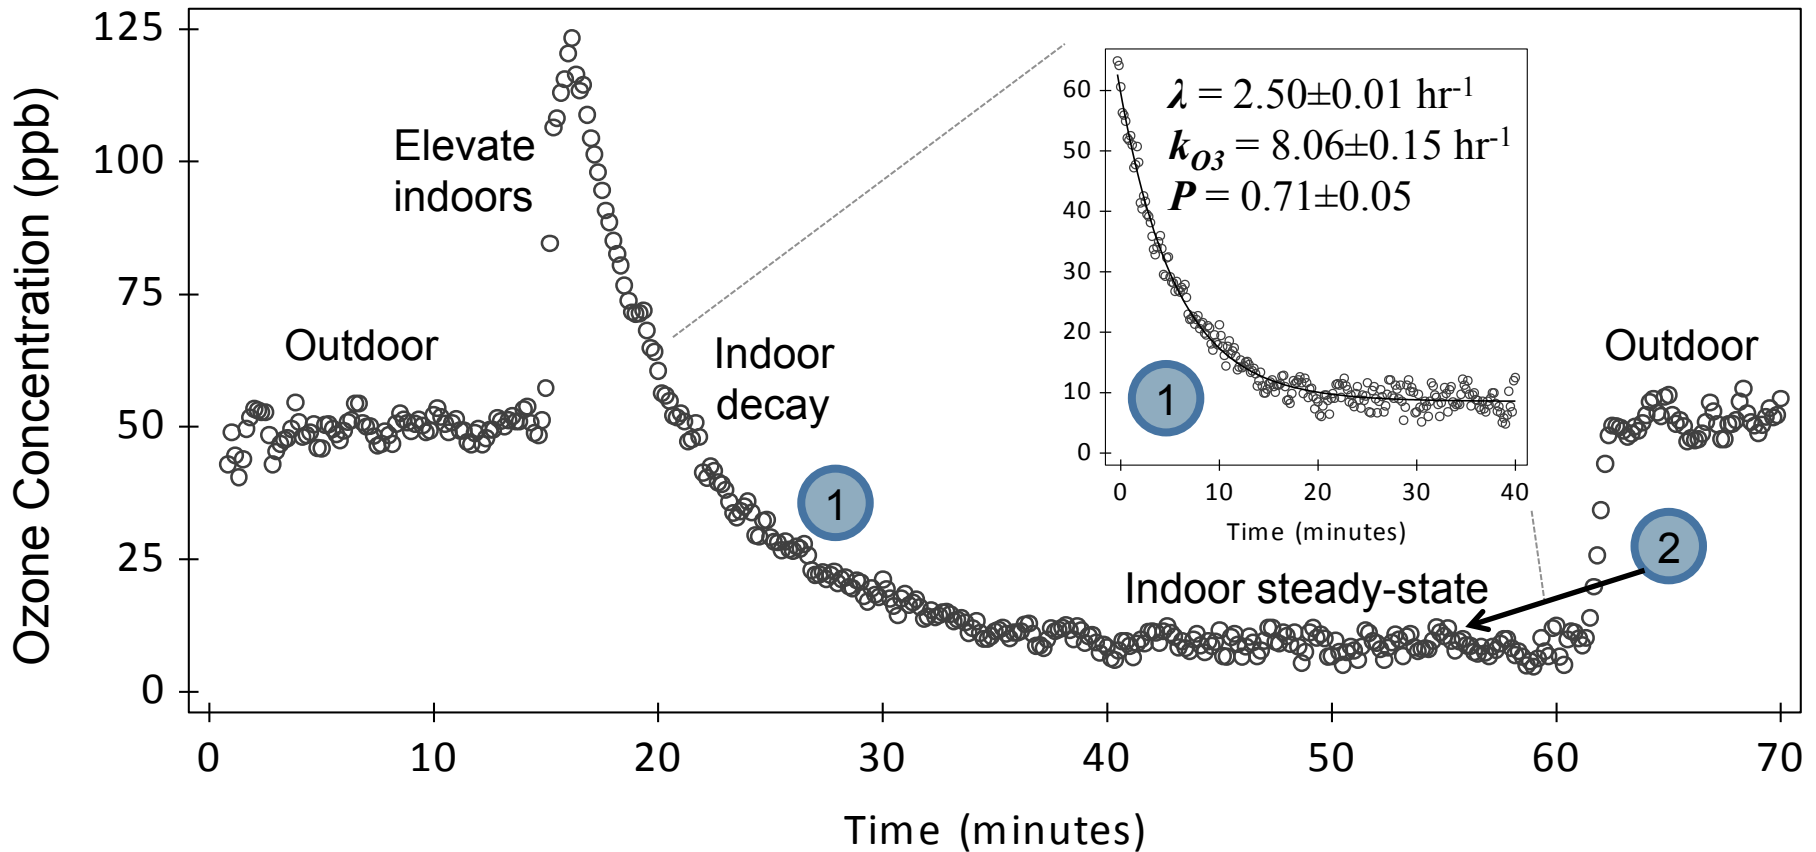 Ozone Concentration (ppb)
125
100
75
50
25
0
Outdoor
Elevate
indoors
Indoor
decay
1
60
50
40
30
20
10
0
λ = 2.50±0.01 hr⁻¹
k_O3 = 8.06±0.15 hr⁻¹
P = 0.71±0.05
1
0 10 20 30 40
Time (minutes)
Outdoor
2
Indoor steady-state
0 10 20 30 40 50 60 70
Time (minutes)